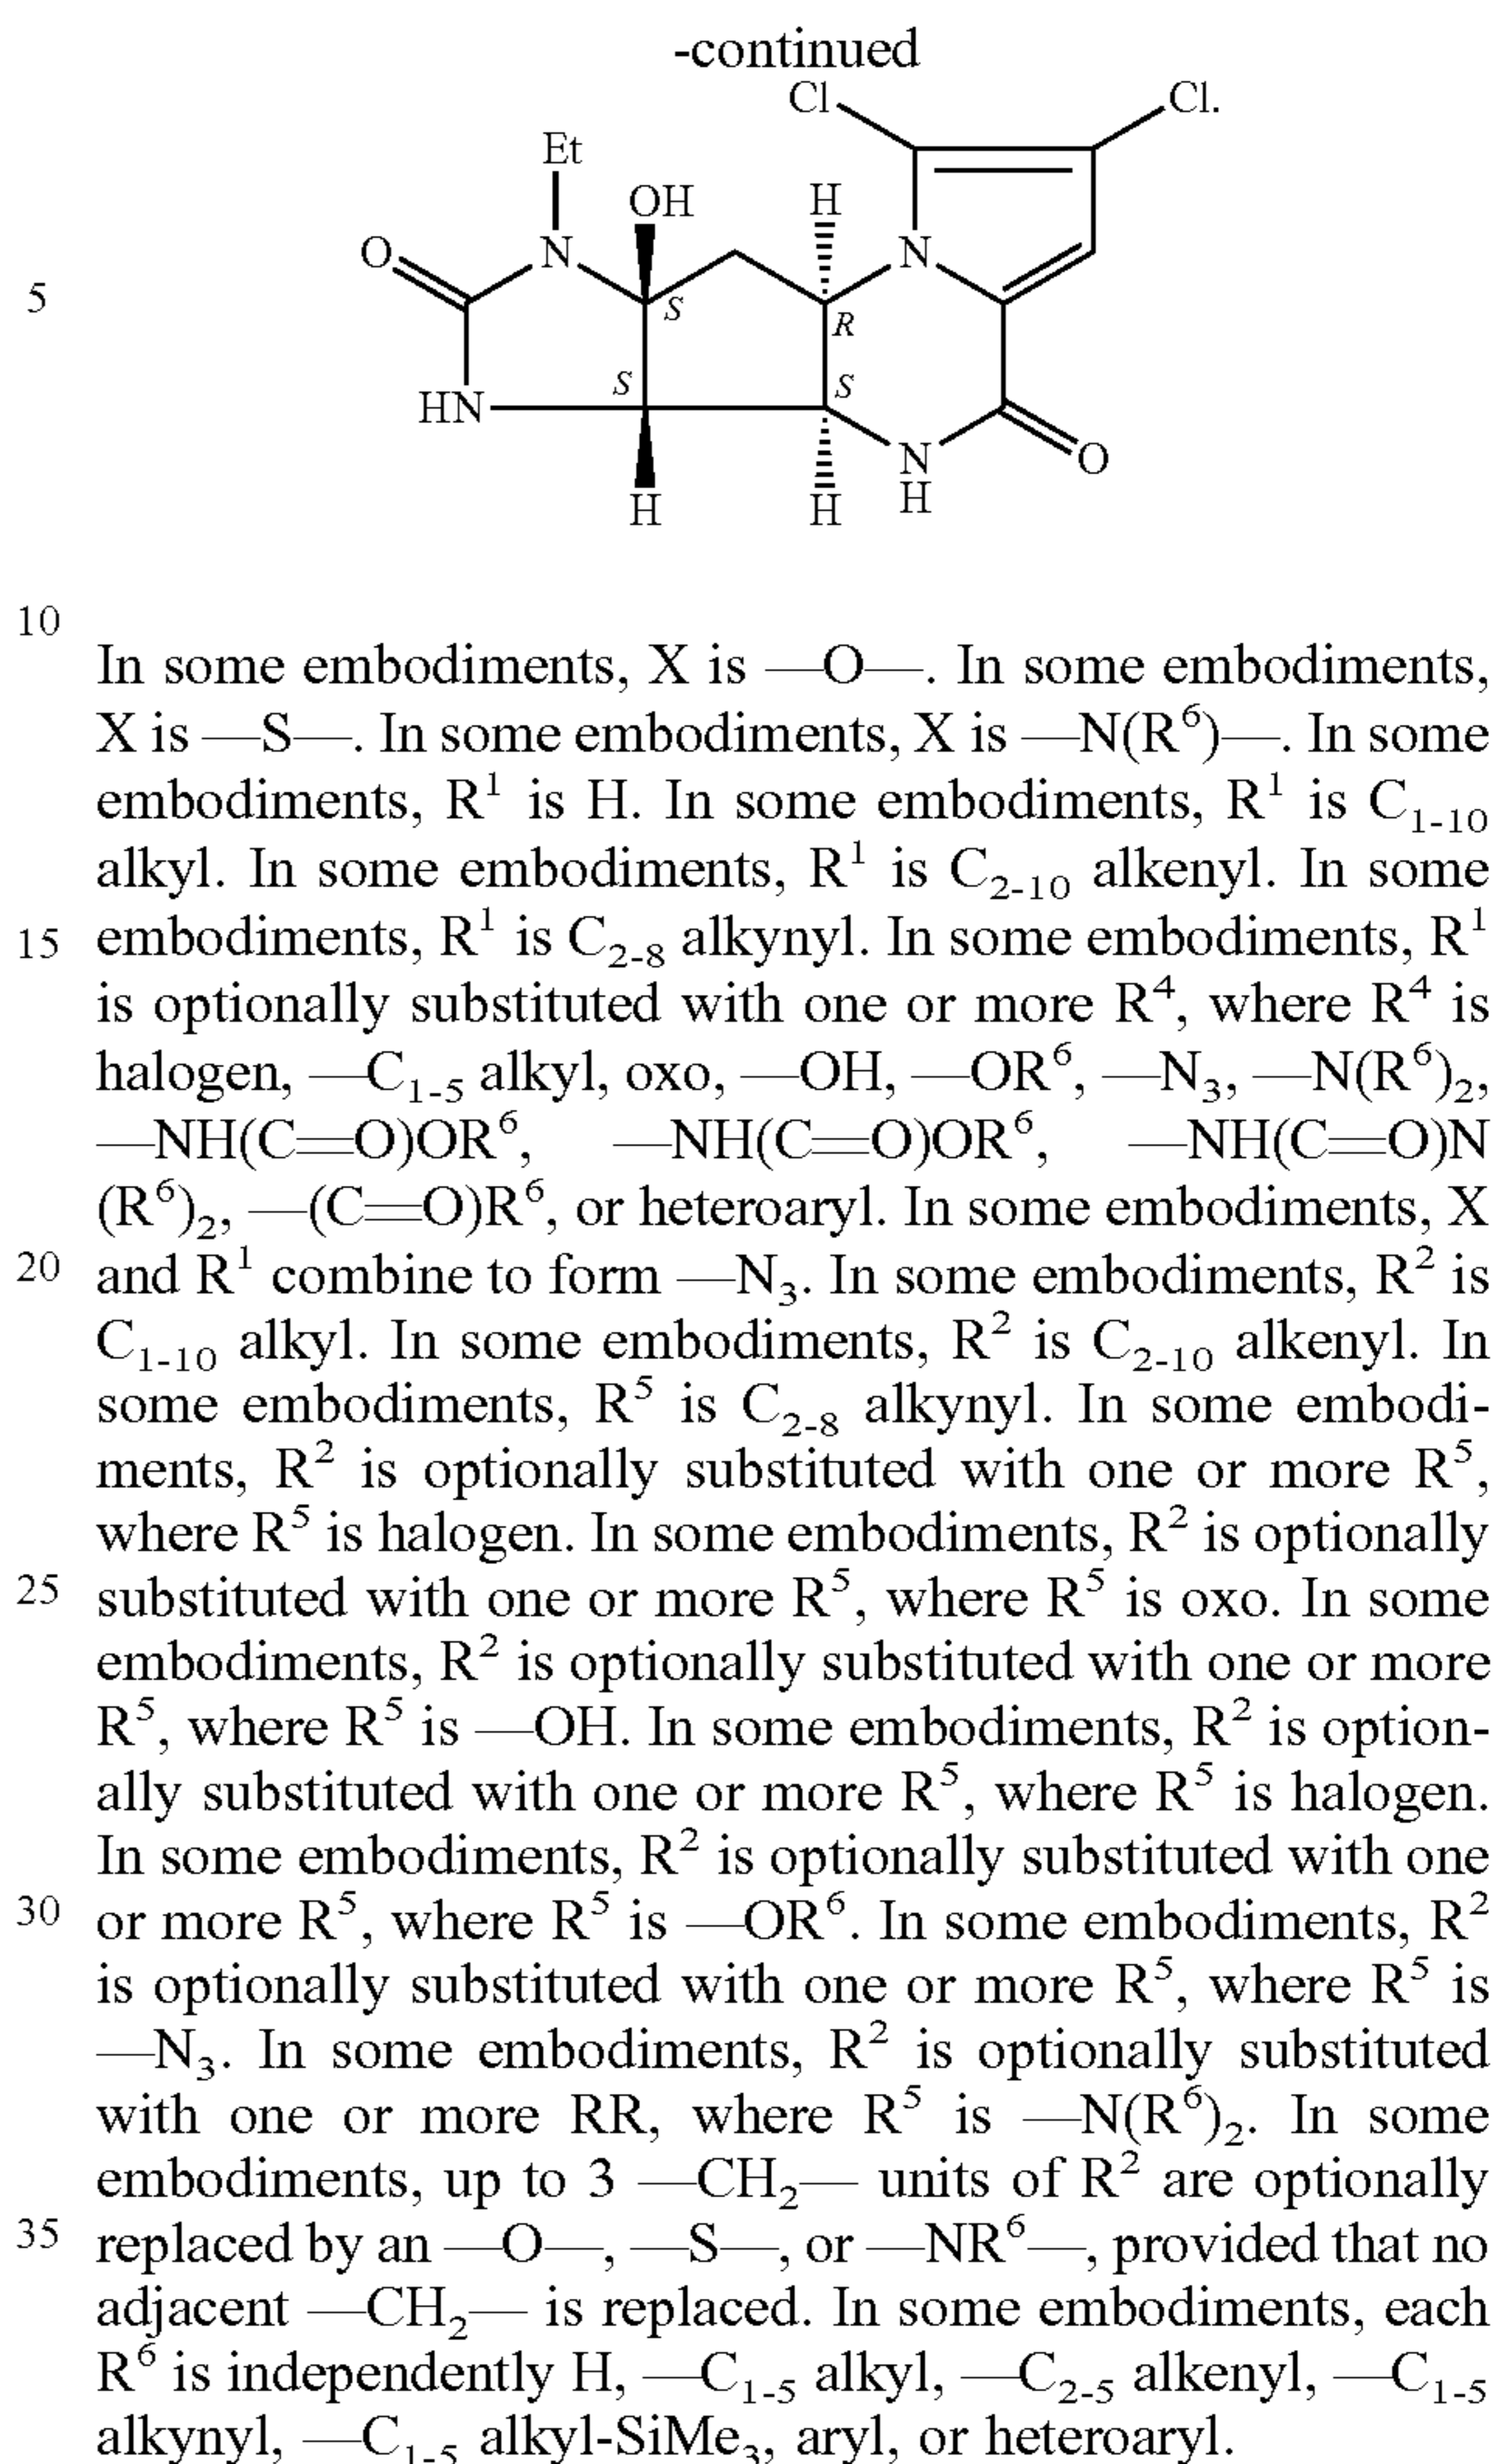 -continued
Cl Cl.
Et
OH H
O N N
5
S R
S S
HN N O
H H H
10
In some embodiments, X is —O—. In some embodiments,
X is —S—. In some embodiments, X is —N(R⁶)—. In some
embodiments, R¹ is H. In some embodiments, R¹ is C₁₋₁₀
alkyl. In some embodiments, R¹ is C₂₋₁₀ alkenyl. In some
15 embodiments, R¹ is C₂₋₈ alkynyl. In some embodiments, R¹
is optionally substituted with one or more R⁴, where R⁴ is
halogen, —C₁₋₅ alkyl, oxo, —OH, —OR⁶, —N₃, —N(R⁶)₂,
—NH(C=O)OR⁶, —NH(C=O)OR⁶, —NH(C=O)N
(R⁶)₂, —(C=O)R⁶, or heteroaryl. In some embodiments, X
20 and R¹ combine to form —N₃. In some embodiments, R² is
C₁₋₁₀ alkyl. In some embodiments, R² is C₂₋₁₀ alkenyl. In
some embodiments, R⁵ is C₂₋₈ alkynyl. In some embodi-
ments, R² is optionally substituted with one or more R⁵,
where R⁵ is halogen. In some embodiments, R² is optionally
25 substituted with one or more R⁵, where R⁵ is oxo. In some
embodiments, R² is optionally substituted with one or more
R⁵, where R⁵ is —OH. In some embodiments, R² is option-
ally substituted with one or more R⁵, where R⁵ is halogen.
In some embodiments, R² is optionally substituted with one
30 or more R⁵, where R⁵ is —OR⁶. In some embodiments, R²
is optionally substituted with one or more R⁵, where R⁵ is
—N₃. In some embodiments, R² is optionally substituted
with one or more RR, where R⁵ is —N(R⁶)₂. In some
embodiments, up to 3 —CH₂— units of R² are optionally
35 replaced by an —O—, —S—, or —NR⁶—, provided that no
adjacent —CH₂— is replaced. In some embodiments, each
R⁶ is independently H, —C₁₋₅ alkyl, —C₂₋₅ alkenyl, —C₁₋₅
alkynyl, —C₁₋₅ alkyl-SiMe₃, aryl, or heteroaryl.